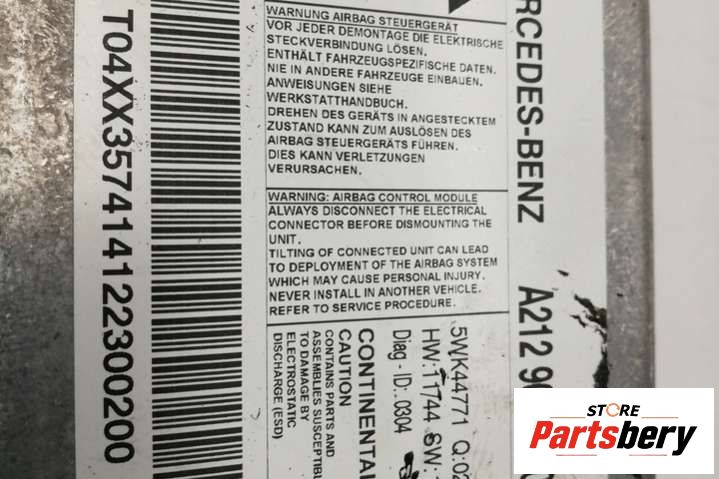 WARNUNG AIRBAG STEUERGERÄT
VOR JEDER DEMONTAGE DIE ELEKTRISCHE
STECKVERBINDUNG LÖSEN.
ENTHÄLT FAHRZEUGSPEZIFISCHE DATEN.
NIE IN ANDERE FAHRZEUGE EINBAUEN.
ANWEISUNGEN SIEHE
WERKSTATTHANDBUCH.
DREHEN DES GERÄTS IN ANGESTECKTEM
ZUSTAND KANN ZUM AUSLÖSEN DES
AIRBAG STEUERGERÄTS FÜHREN.
DIES KANN VERLETZUNGEN
VERURSACHEN.
WARNING: AIRBAG CONTROL MODULE
ALWAYS DISCONNECT THE ELECTRICAL
CONNECTOR BEFORE DISMOUNTING THE
UNIT.
TILTING OF CONNECTED UNIT CAN LEAD
TO DEPLOYMENT OF THE AIRBAG SYSTEM
WHICH MAY CAUSE PERSONAL INJURY.
NEVER INSTALL IN ANOTHER VEHICLE.
REFER TO SERVICE PROCEDURE.
RCEDES-BENZ A212 9
5WK44771 Q:02
HW:11744 SW:
Diag - ID: 0304
CONTINENTA
CAUTION
CONTAINS PARTS AND
ASSEMBLIES SUSCEPTIBL
TO DAMAGE BY
ELECTROSTATIC
DISCHARGE (ESD)
T04XX357414122300200
STORE
Partsbery